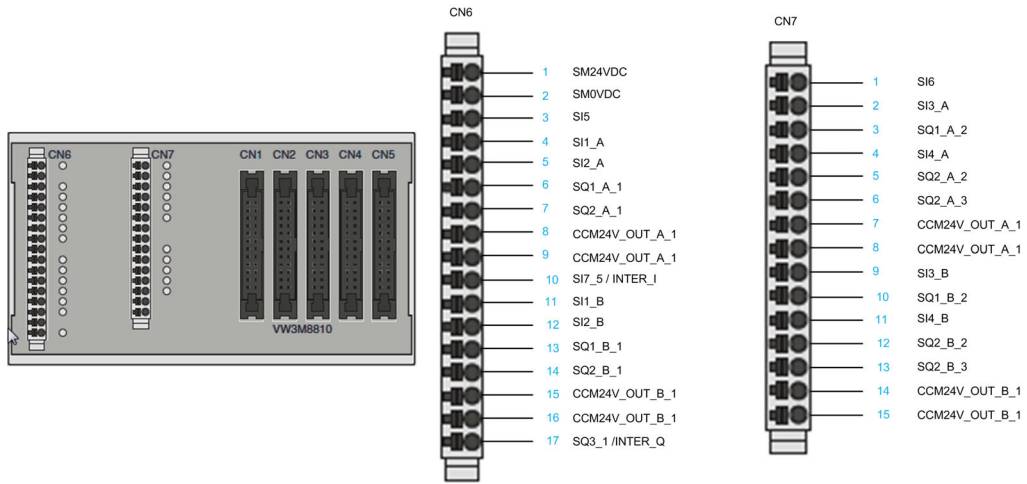 CN6 CN7 CN1 CN2 CN3 CN4 CN5
VW3M8810
CN6
1 SM24VDC
2 SM0VDC
3 SI5
4 SI1_A
5 SI2_A
6 SQ1_A_1
7 SQ2_A_1
8 CCM24V_OUT_A_1
9 CCM24V_OUT_A_1
10 SI7_5 / INTER_I
11 SI1_B
12 SI2_B
13 SQ1_B_1
14 SQ2_B_1
15 CCM24V_OUT_B_1
16 CCM24V_OUT_B_1
17 SQ3_1 /INTER_Q
CN7
1 SI6
2 SI3_A
3 SQ1_A_2
4 SI4_A
5 SQ2_A_2
6 SQ2_A_3
7 CCM24V_OUT_A_1
8 CCM24V_OUT_A_1
9 SI3_B
10 SQ1_B_2
11 SI4_B
12 SQ2_B_2
13 SQ2_B_3
14 CCM24V_OUT_B_1
15 CCM24V_OUT_B_1